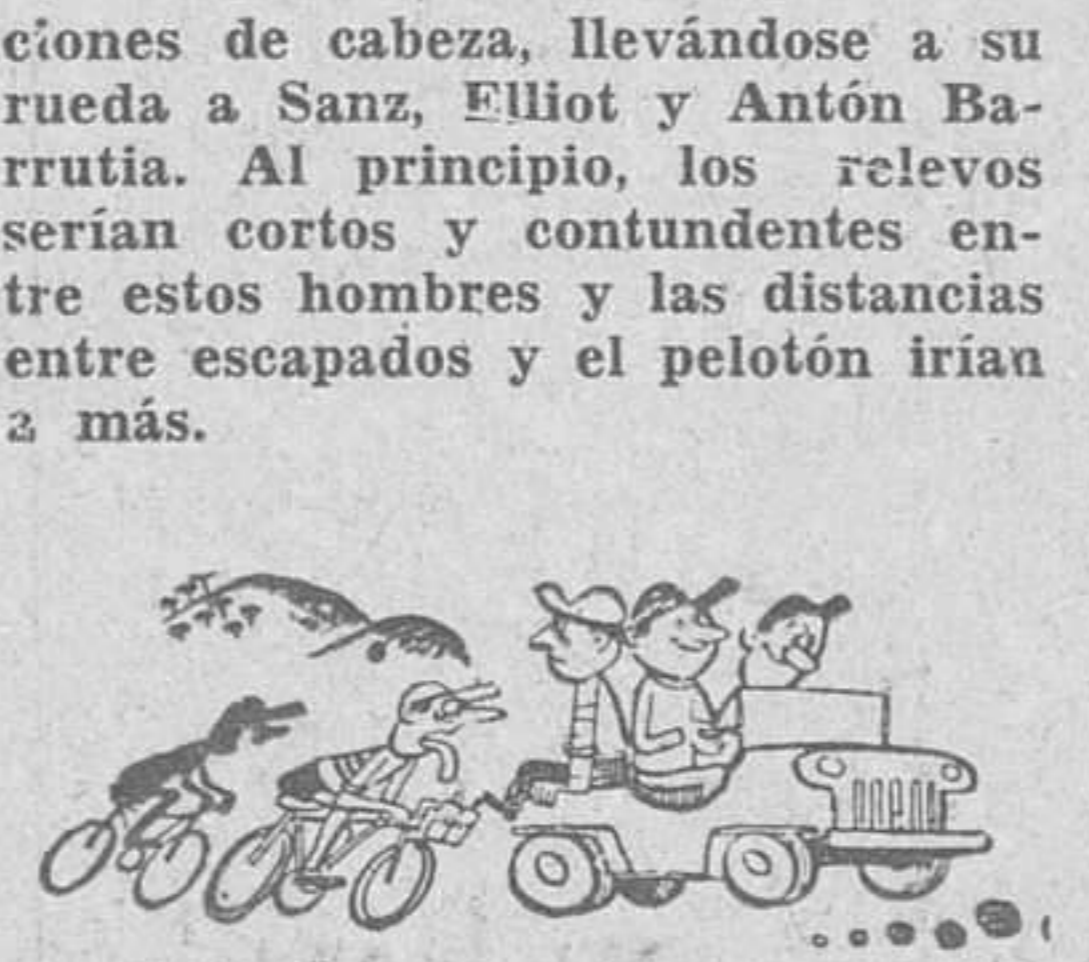 ciones de cabeza, llevándose a su
rueda a Sanz, Elliot y Antón Ba-
rrutia. Al principio, los relevos
serían cortos y contundentes en-
tre estos hombres y las distancias
entre escapados y el pelotón irían
a más.